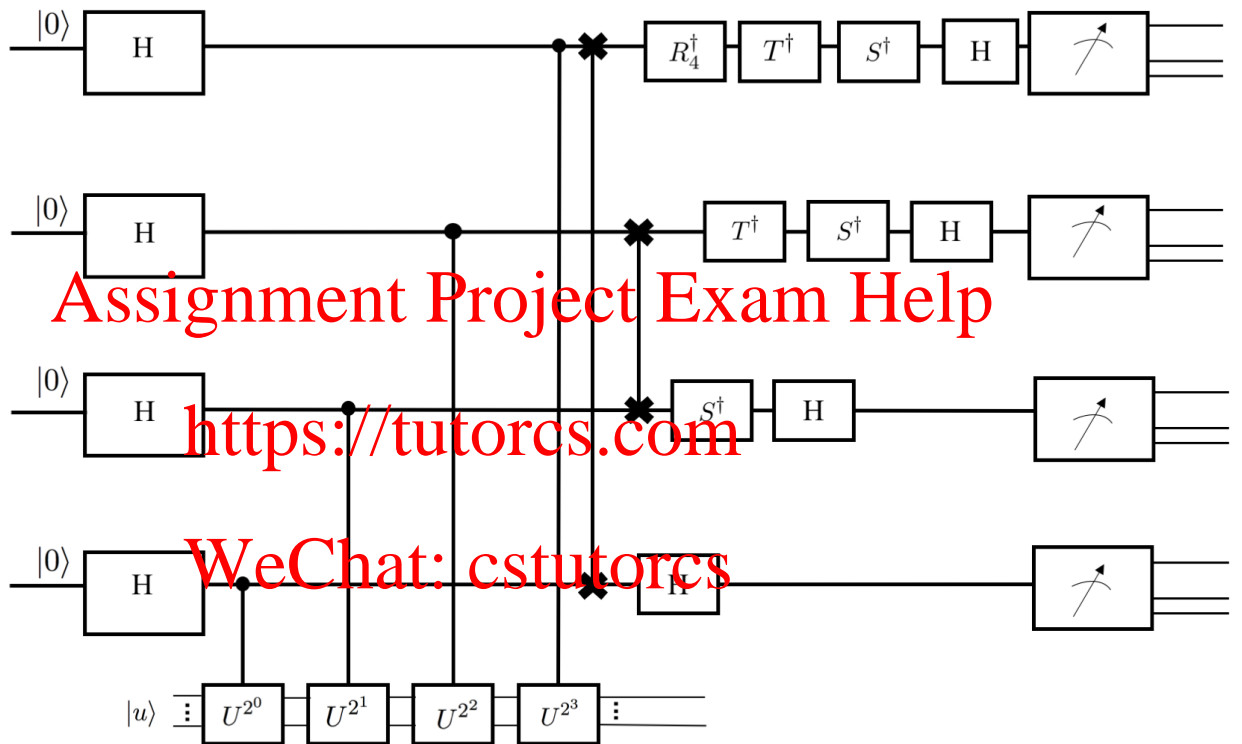 |0⟩ H R₄† T† S† H
|0⟩ H T† S† H
Assignment Project Exam Help
|0⟩ H S† H
https://tutorcs.com
|0⟩ H H
WeChat: cstutorcs
|u⟩ ⋮ U^{2^0} U^{2^1} U^{2^2} U^{2^3} ⋮